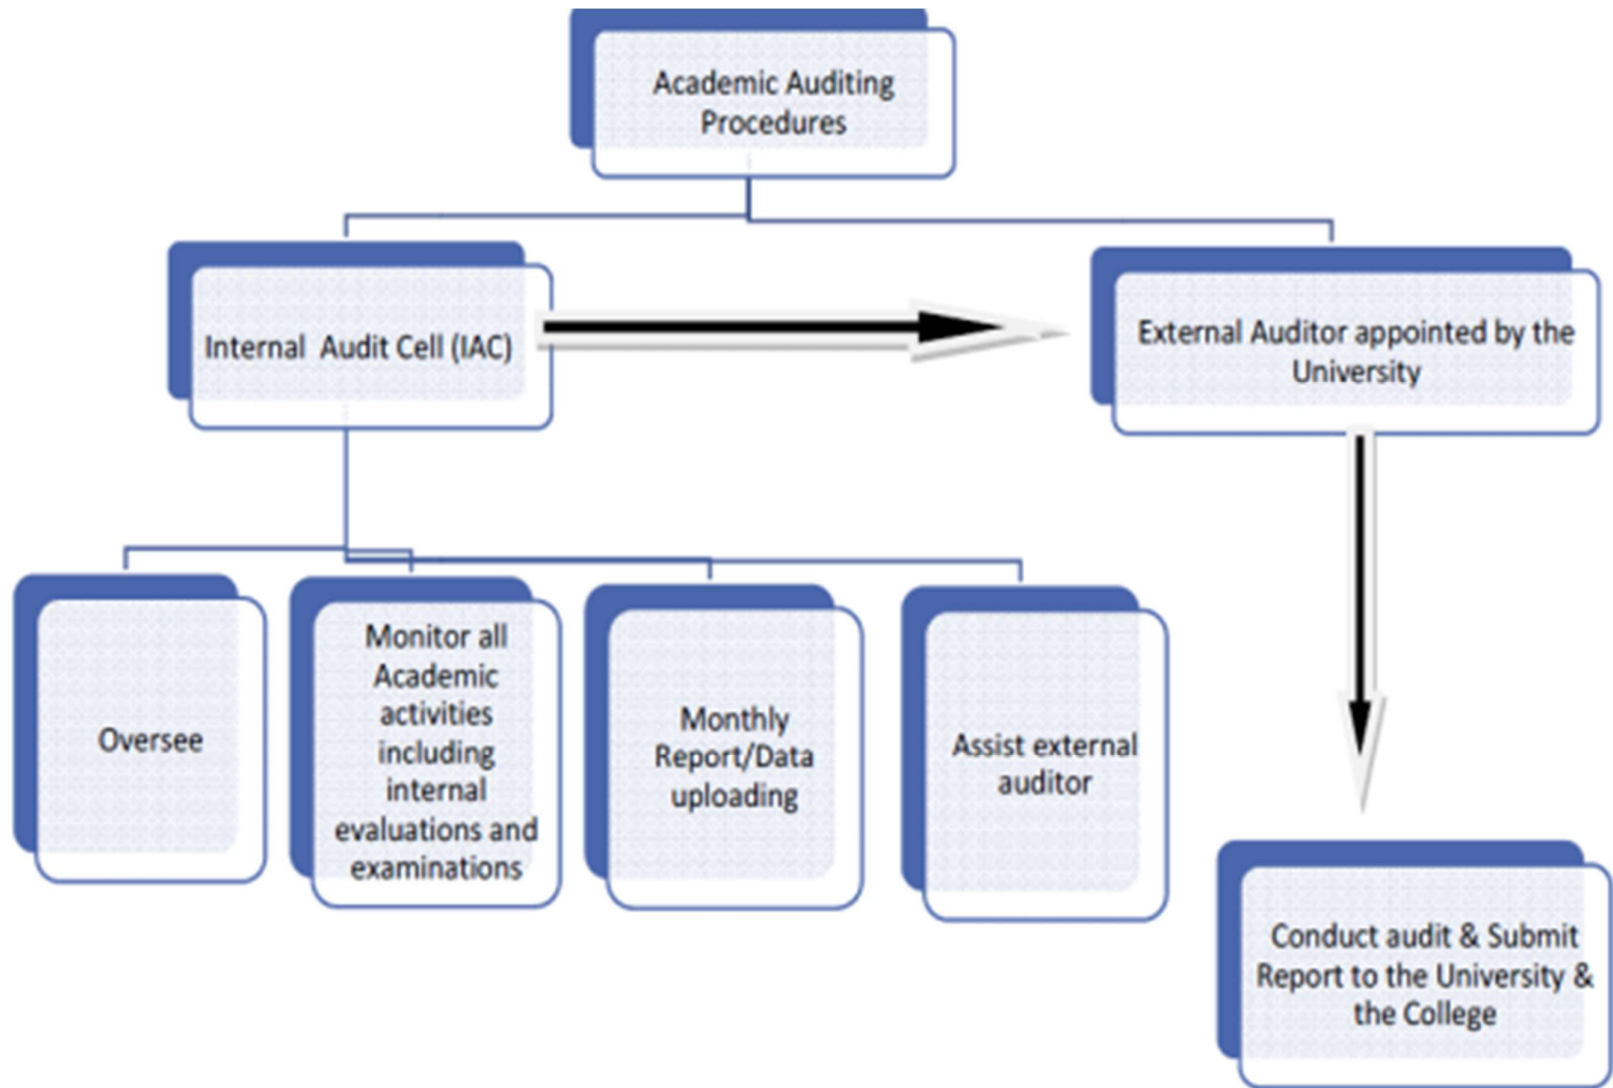 Academic Auditing
Procedures
Internal Audit Cell (IAC)
External Auditor appointed by the
University
Oversee
Monitor all
Academic
activities
including
internal
evaluations and
examinations
Monthly
Report/Data
uploading
Assist external
auditor
Conduct audit & Submit
Report to the University &
the College